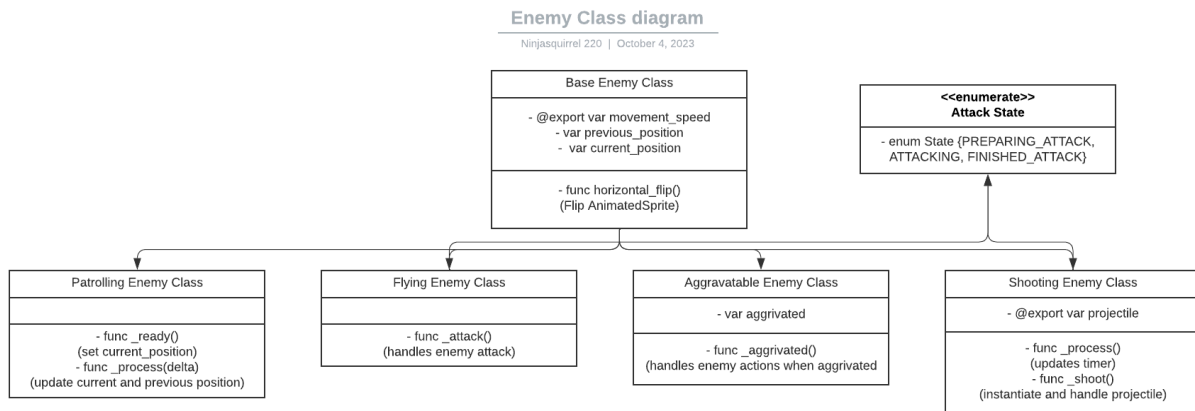 Enemy Class diagram
Ninjasquirrel 220 | October 4, 2023
Base Enemy Class
- @export var movement_speed
- var previous_position
- var current_position
- func horizontal_flip()
(Flip AnimatedSprite)
<<enumerate>>
Attack State
- enum State {PREPARING_ATTACK,
ATTACKING, FINISHED_ATTACK}
Patrolling Enemy Class
- func _ready()
(set current_position)
- func _process(delta)
(update current and previous position)
Flying Enemy Class
- func _attack()
(handles enemy attack)
Aggravatable Enemy Class
- var aggrivated
- func _aggrivated()
(handles enemy actions when aggrivated
Shooting Enemy Class
- @export var projectile
- func _process()
(updates timer)
- func _shoot()
(instantiate and handle projectile)